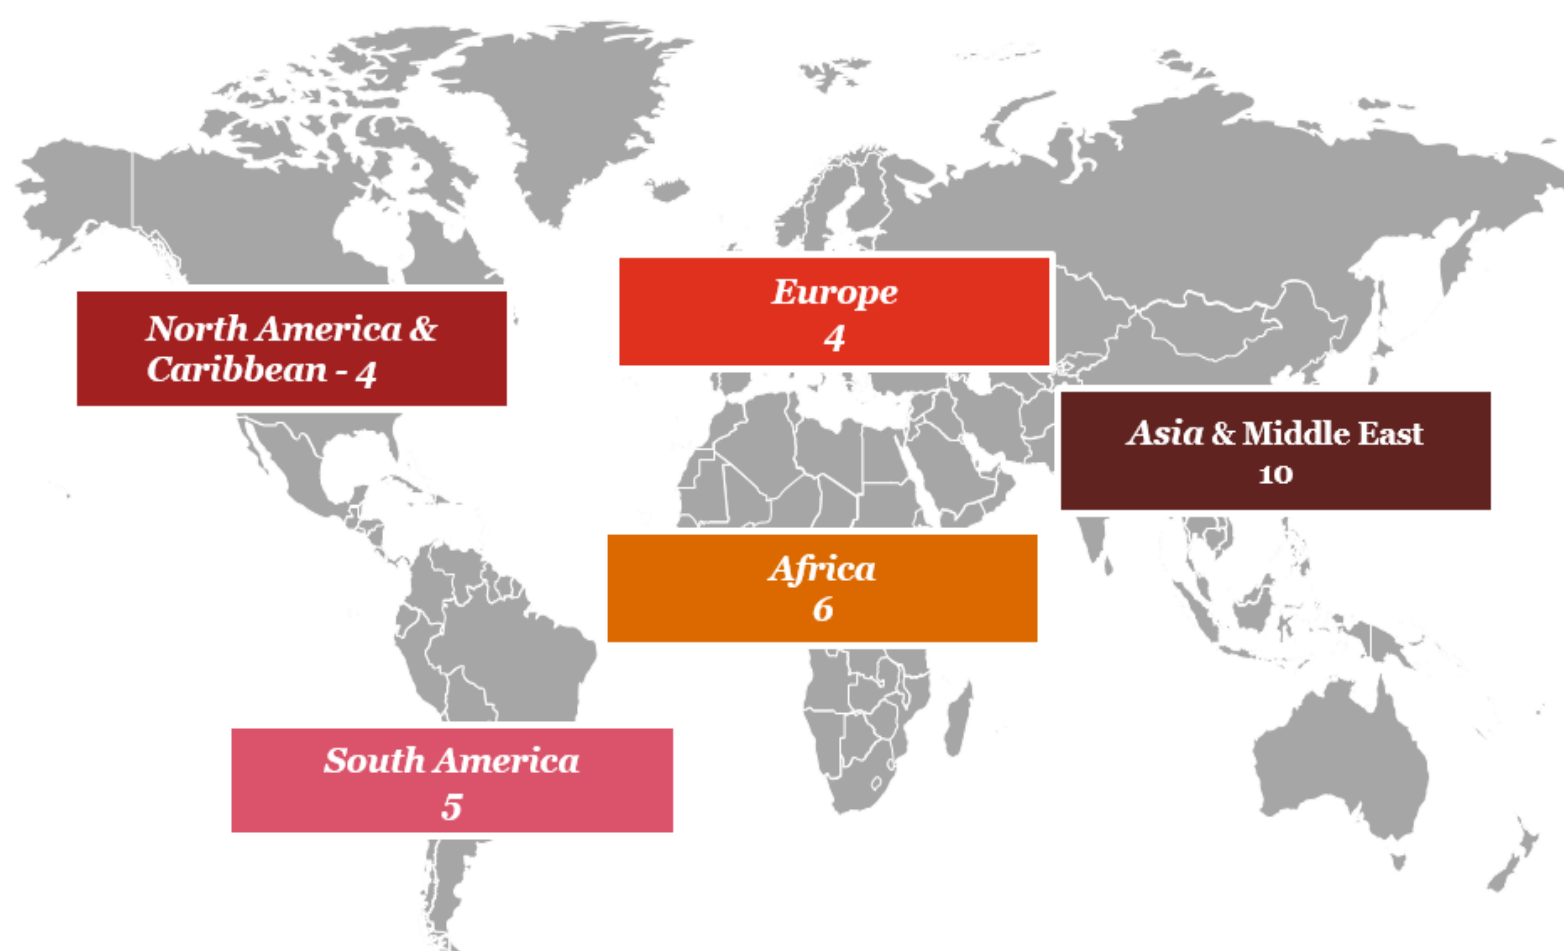 North America &
Caribbean - 4
Europe
4
Asia & Middle East
10
Africa
6
South America
5